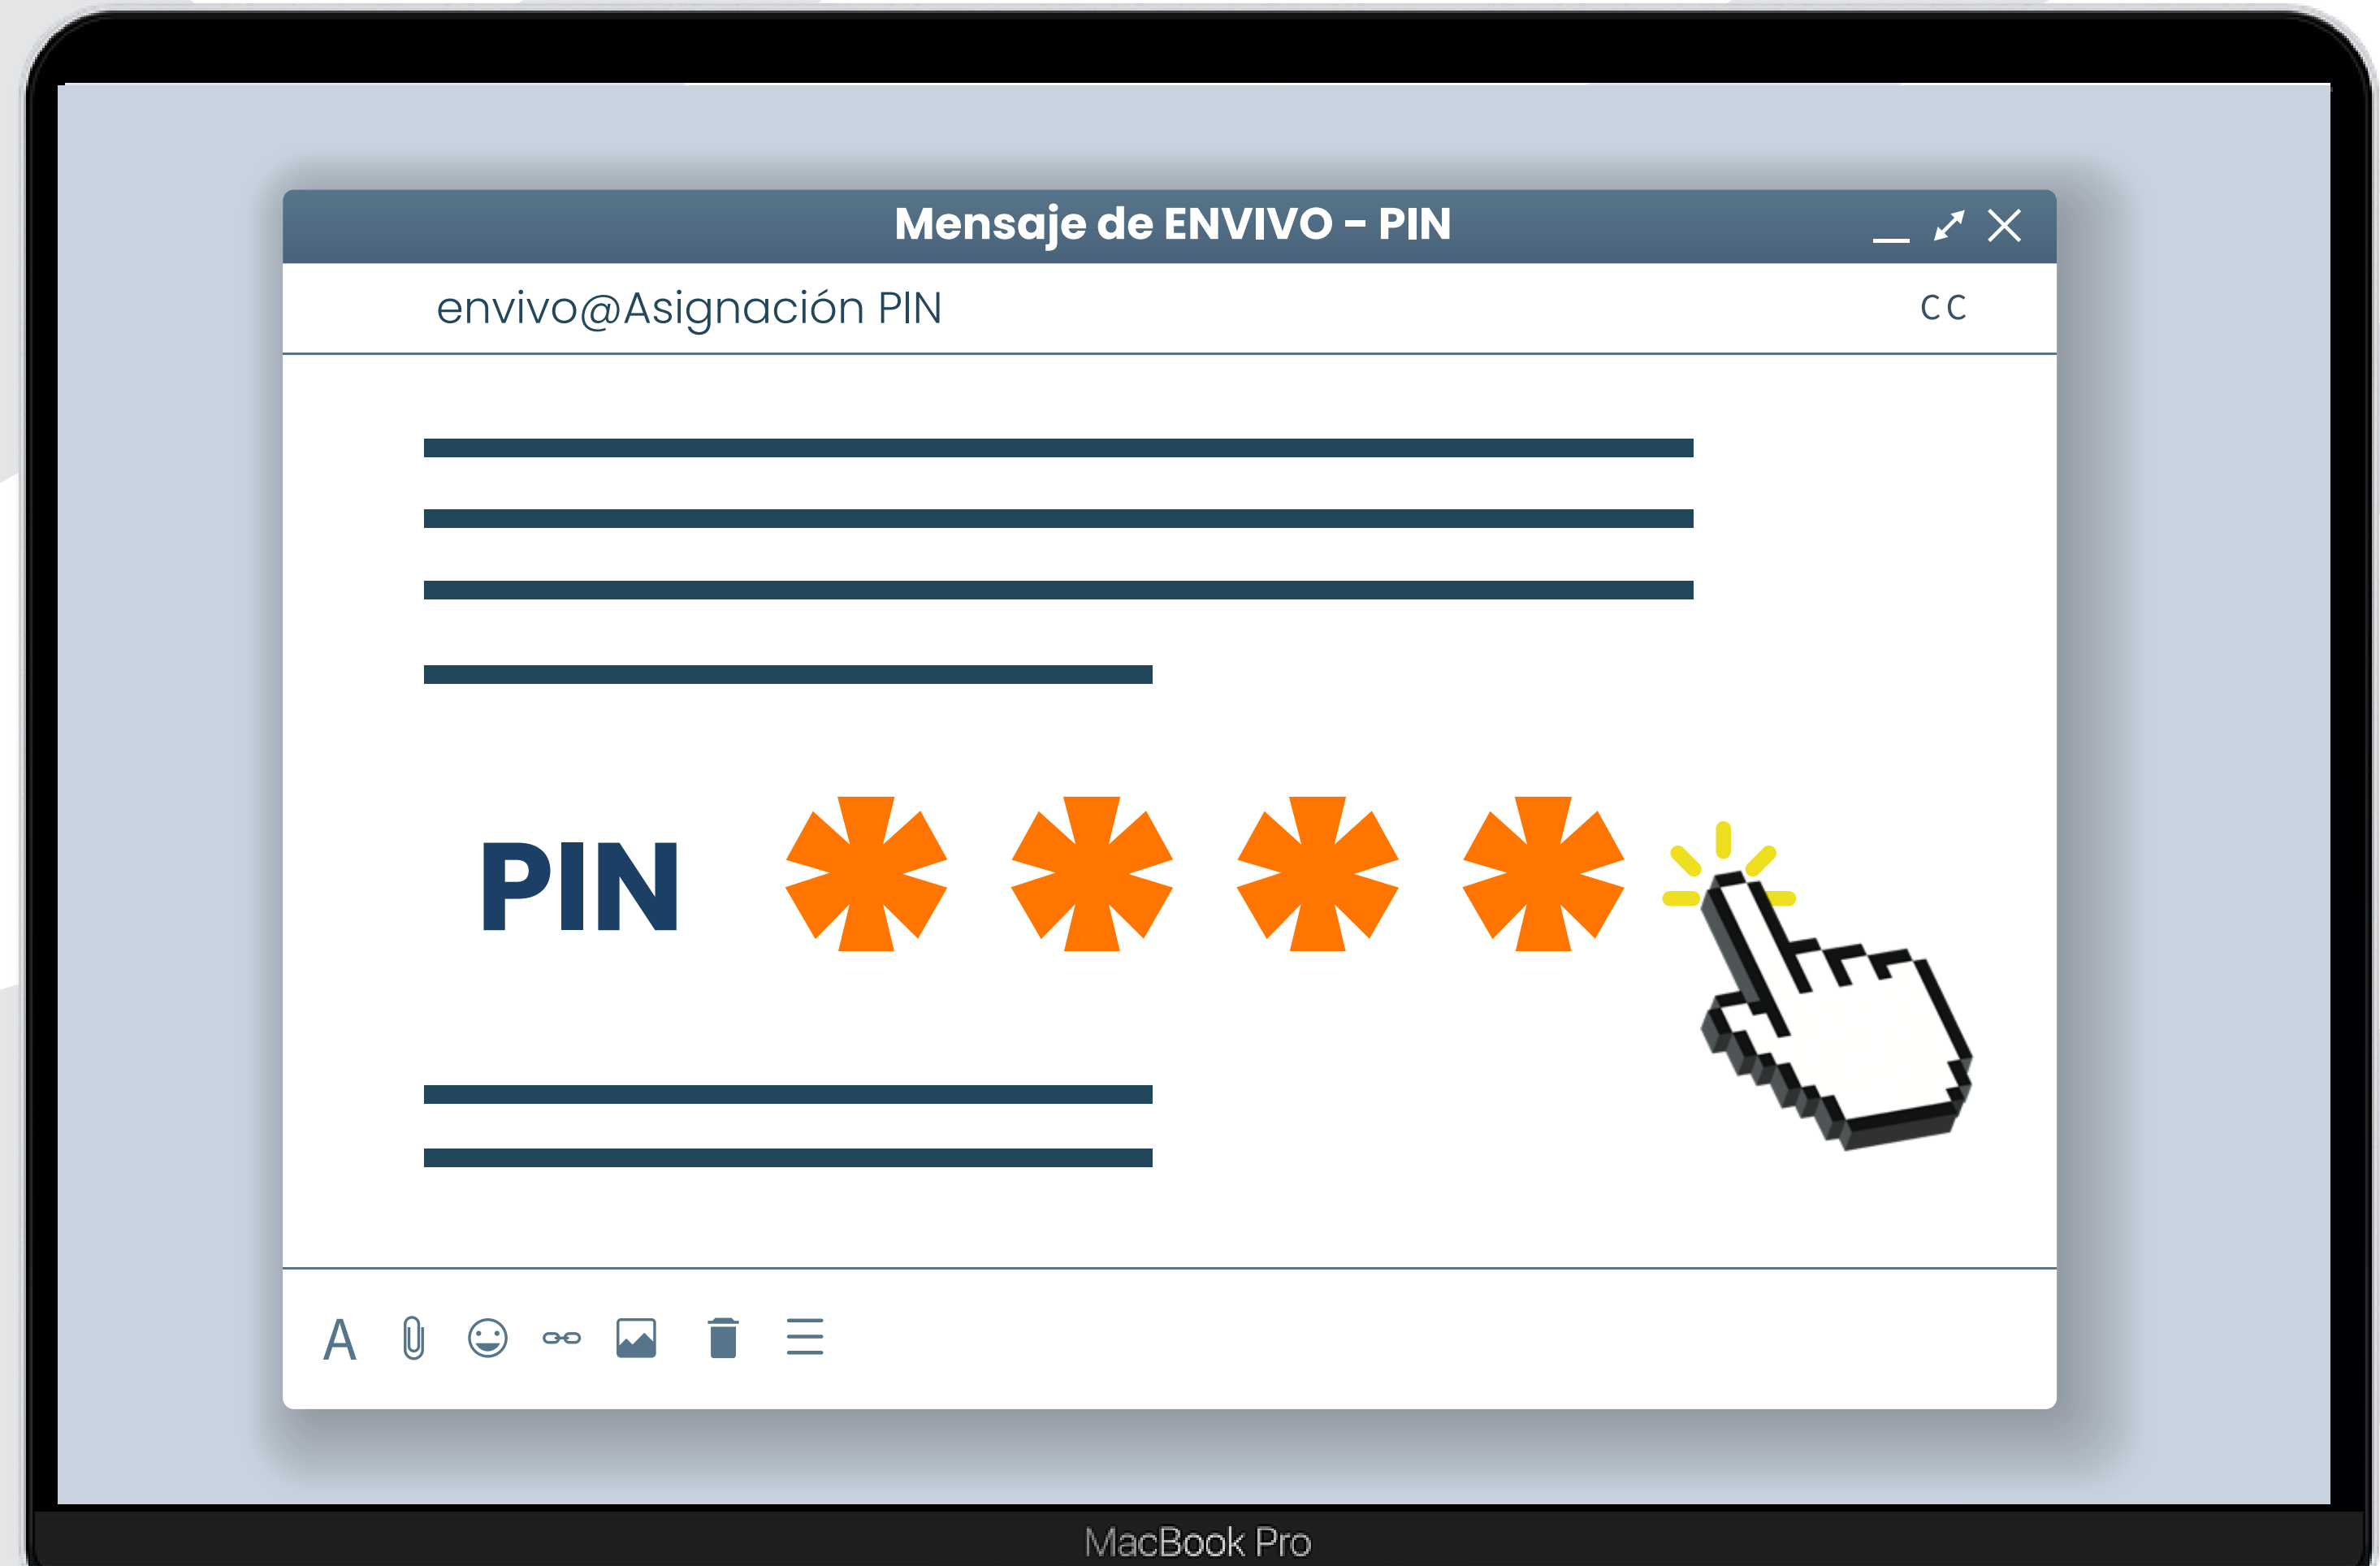 Mensaje de ENVIVO - PIN
envivo@Asignación PIN
CC
PIN ****
A
MacBook Pro